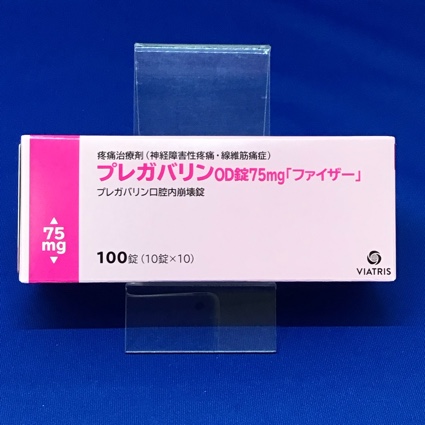 疼痛治療剤（神経障害性疼痛・線維筋痛症）
プレガバリンOD錠75mg「ファイザー」
プレガバリン口腔内崩壊錠
75
mg
100錠（10錠×10）
VIATRIS